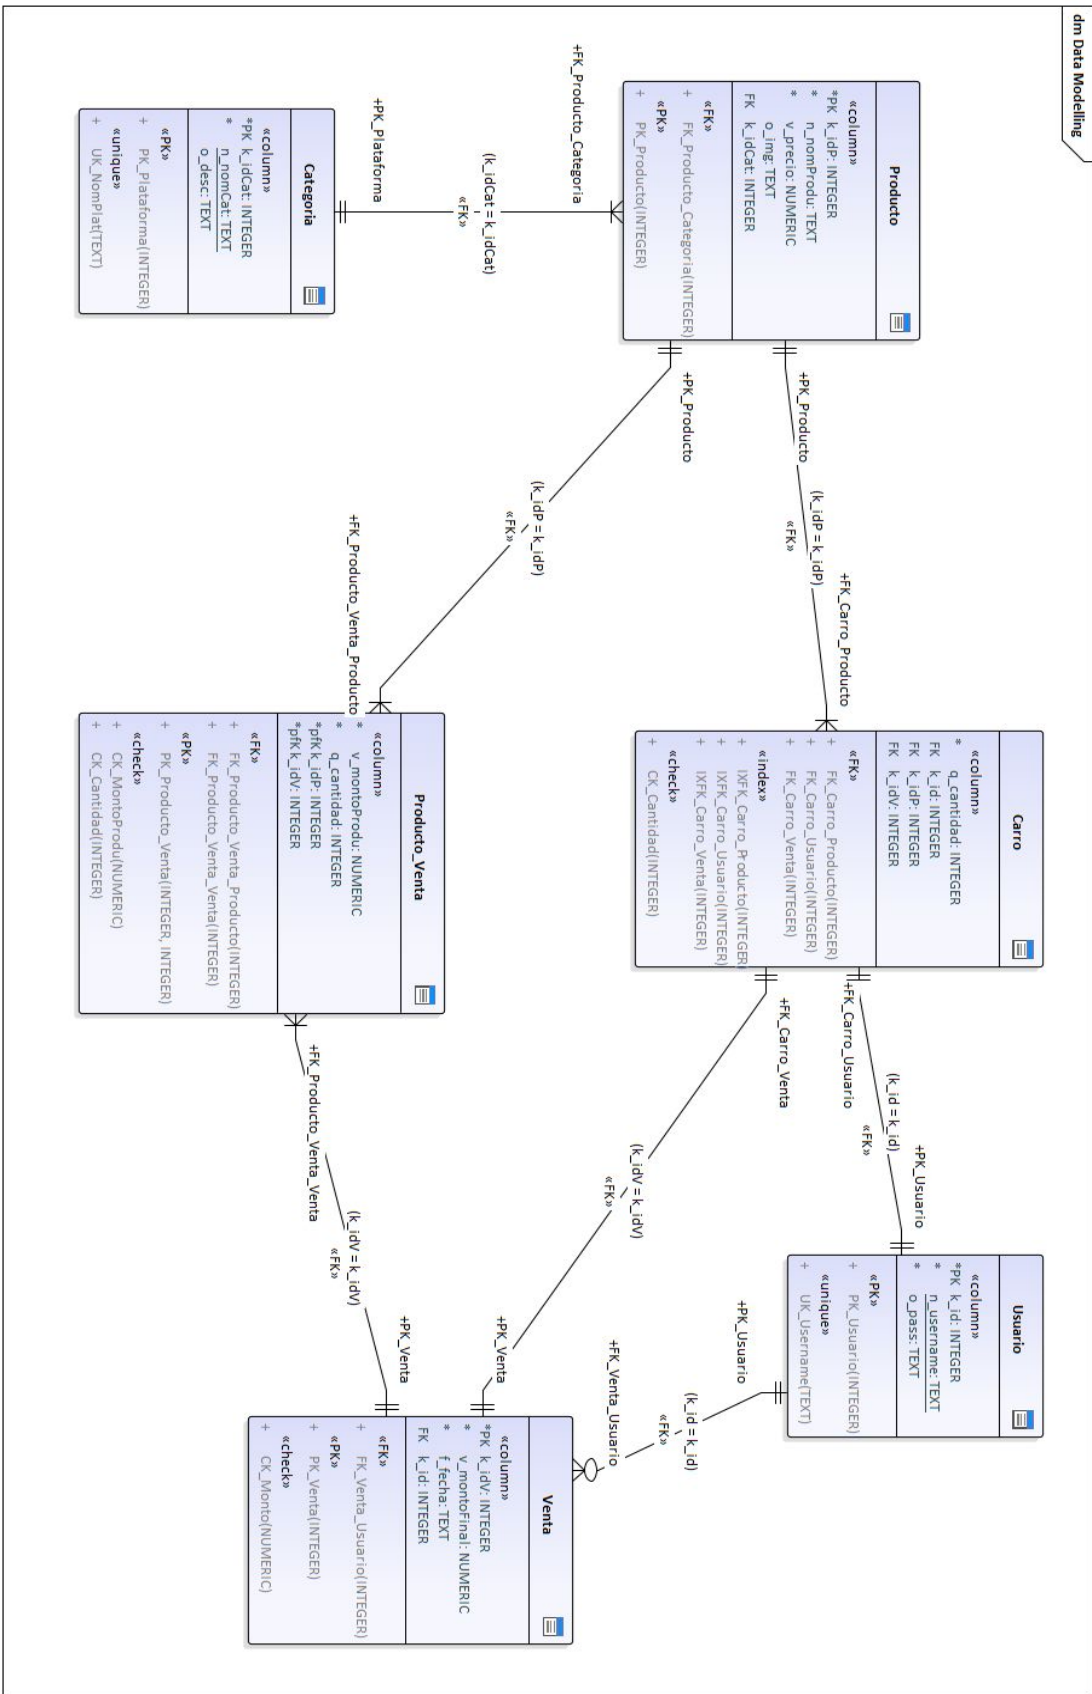 dm Data Modelling
Producto
«column»
*PK k_idP: INTEGER
* n_nomProdu: TEXT
* v_precio: NUMERIC
o_img: TEXT
FK k_idCat: INTEGER
«FK»
+ FK_Producto_Categoria(INTEGER)
«PK»
+ PK_Producto(INTEGER)
+PK_Producto
(k_idP = k_idP)
«FK»
+FK_Carro_Producto
Carro
«column»
* q_cantidad: INTEGER
FK k_id: INTEGER
FK k_idP: INTEGER
FK k_idV: INTEGER
«FK»
+ FK_Carro_Producto(INTEGER)
+ FK_Carro_Usuario(INTEGER)
+ FK_Carro_Venta(INTEGER)
«index»
+ IXFK_Carro_Producto(INTEGER)
+ IXFK_Carro_Usuario(INTEGER)
+ IXFK_Carro_Venta(INTEGER)
«check»
+ CK_Cantidad(INTEGER)
+FK_Carro_Usuario
(k_id = k_id)
«FK»
+PK_Usuario
Usuario
«column»
*PK k_id: INTEGER
* n_username: TEXT
* o_pass: TEXT
«PK»
+ PK_Usuario(INTEGER)
«unique»
+ UK_Username(TEXT)
+FK_Producto_Categoria
(k_idCat = k_idCat)
«FK»
+PK_Plataforma
+PK_Producto
(k_idP = k_idP)
«FK»
+FK_Producto_Venta_Producto
+FK_Carro_Venta
(k_idV = k_idV)
«FK»
+PK_Venta
+PK_Usuario
(k_id = k_id)
«FK»
+FK_Venta_Usuario
Categoria
«column»
*PK k_idCat: INTEGER
* n_nomCat: TEXT
o_desc: TEXT
«PK»
+ PK_Plataforma(INTEGER)
«unique»
+ UK_NomPlat(TEXT)
Producto_Venta
«column»
* v_montoProdu: NUMERIC
* q_cantidad: INTEGER
*pfK k_idP: INTEGER
*pfK k_idV: INTEGER
«FK»
+ FK_Producto_Venta_Producto(INTEGER)
+ FK_Producto_Venta_Venta(INTEGER)
«PK»
+ PK_Producto_Venta(INTEGER, INTEGER)
«check»
+ CK_MontoProdu(NUMERIC)
+ CK_Cantidad(INTEGER)
+FK_Producto_Venta_Venta
(k_idV = k_idV)
«FK»
+PK_Venta
Venta
«column»
*PK k_idV: INTEGER
* v_montoFinal: NUMERIC
* f_fecha: TEXT
FK k_id: INTEGER
«FK»
+ FK_Venta_Usuario(INTEGER)
«PK»
+ PK_Venta(INTEGER)
«check»
+ CK_Monto(NUMERIC)